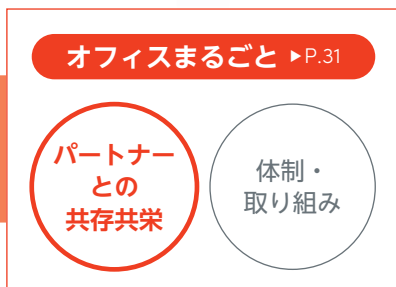 オフィスまるごと ▶P.31
パートナー
との
共存共栄
体制・
取り組み